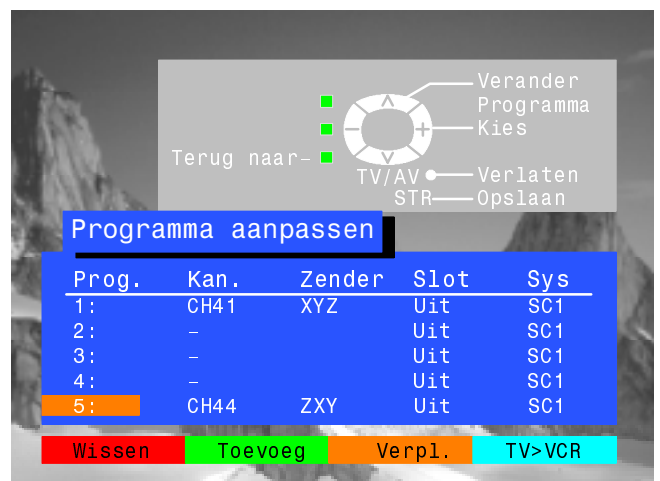 Verander
Programma
Kies
Terug naar
TV/AV Verlaten
STR Opslaan
Programma aanpassen
Prog. Kan. Zender Slot Sys
1: CH41 XYZ Uit SC1
2: – Uit SC1
3: – Uit SC1
4: – Uit SC1
5: CH44 ZXY Uit SC1
Wissen Toevoeg Verpl. TV>VCR